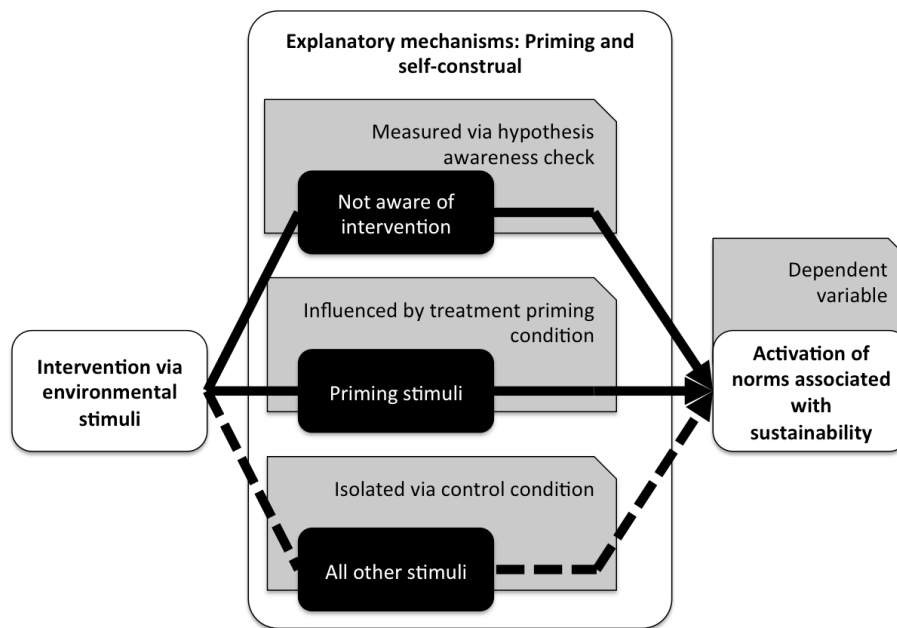 Explanatory mechanisms: Priming and
self-construal
Measured via hypothesis
awareness check
Not aware of
intervention
Influenced by treatment priming
condition
Priming stimuli
Isolated via control condition
All other stimuli
Intervention via
environmental
stimuli
Dependent
variable
Activation of
norms associated
with
sustainability